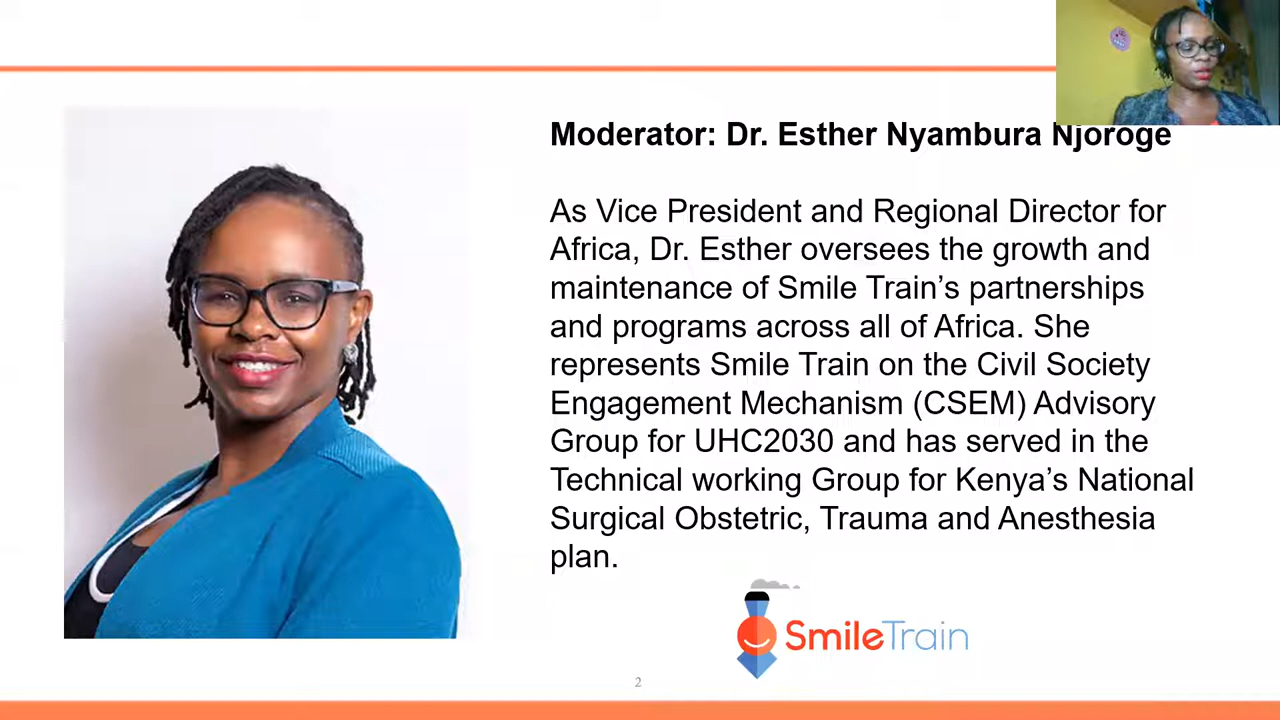 Moderator: Dr. Esther Nyambura Njoroge
As Vice President and Regional Director for
Africa, Dr. Esther oversees the growth and
maintenance of Smile Train’s partnerships
and programs across all of Africa. She
represents Smile Train on the Civil Society
Engagement Mechanism (CSEM) Advisory
Group for UHC2030 and has served in the
Technical working Group for Kenya’s National
Surgical Obstetric, Trauma and Anesthesia
plan.
SmileTrain
2